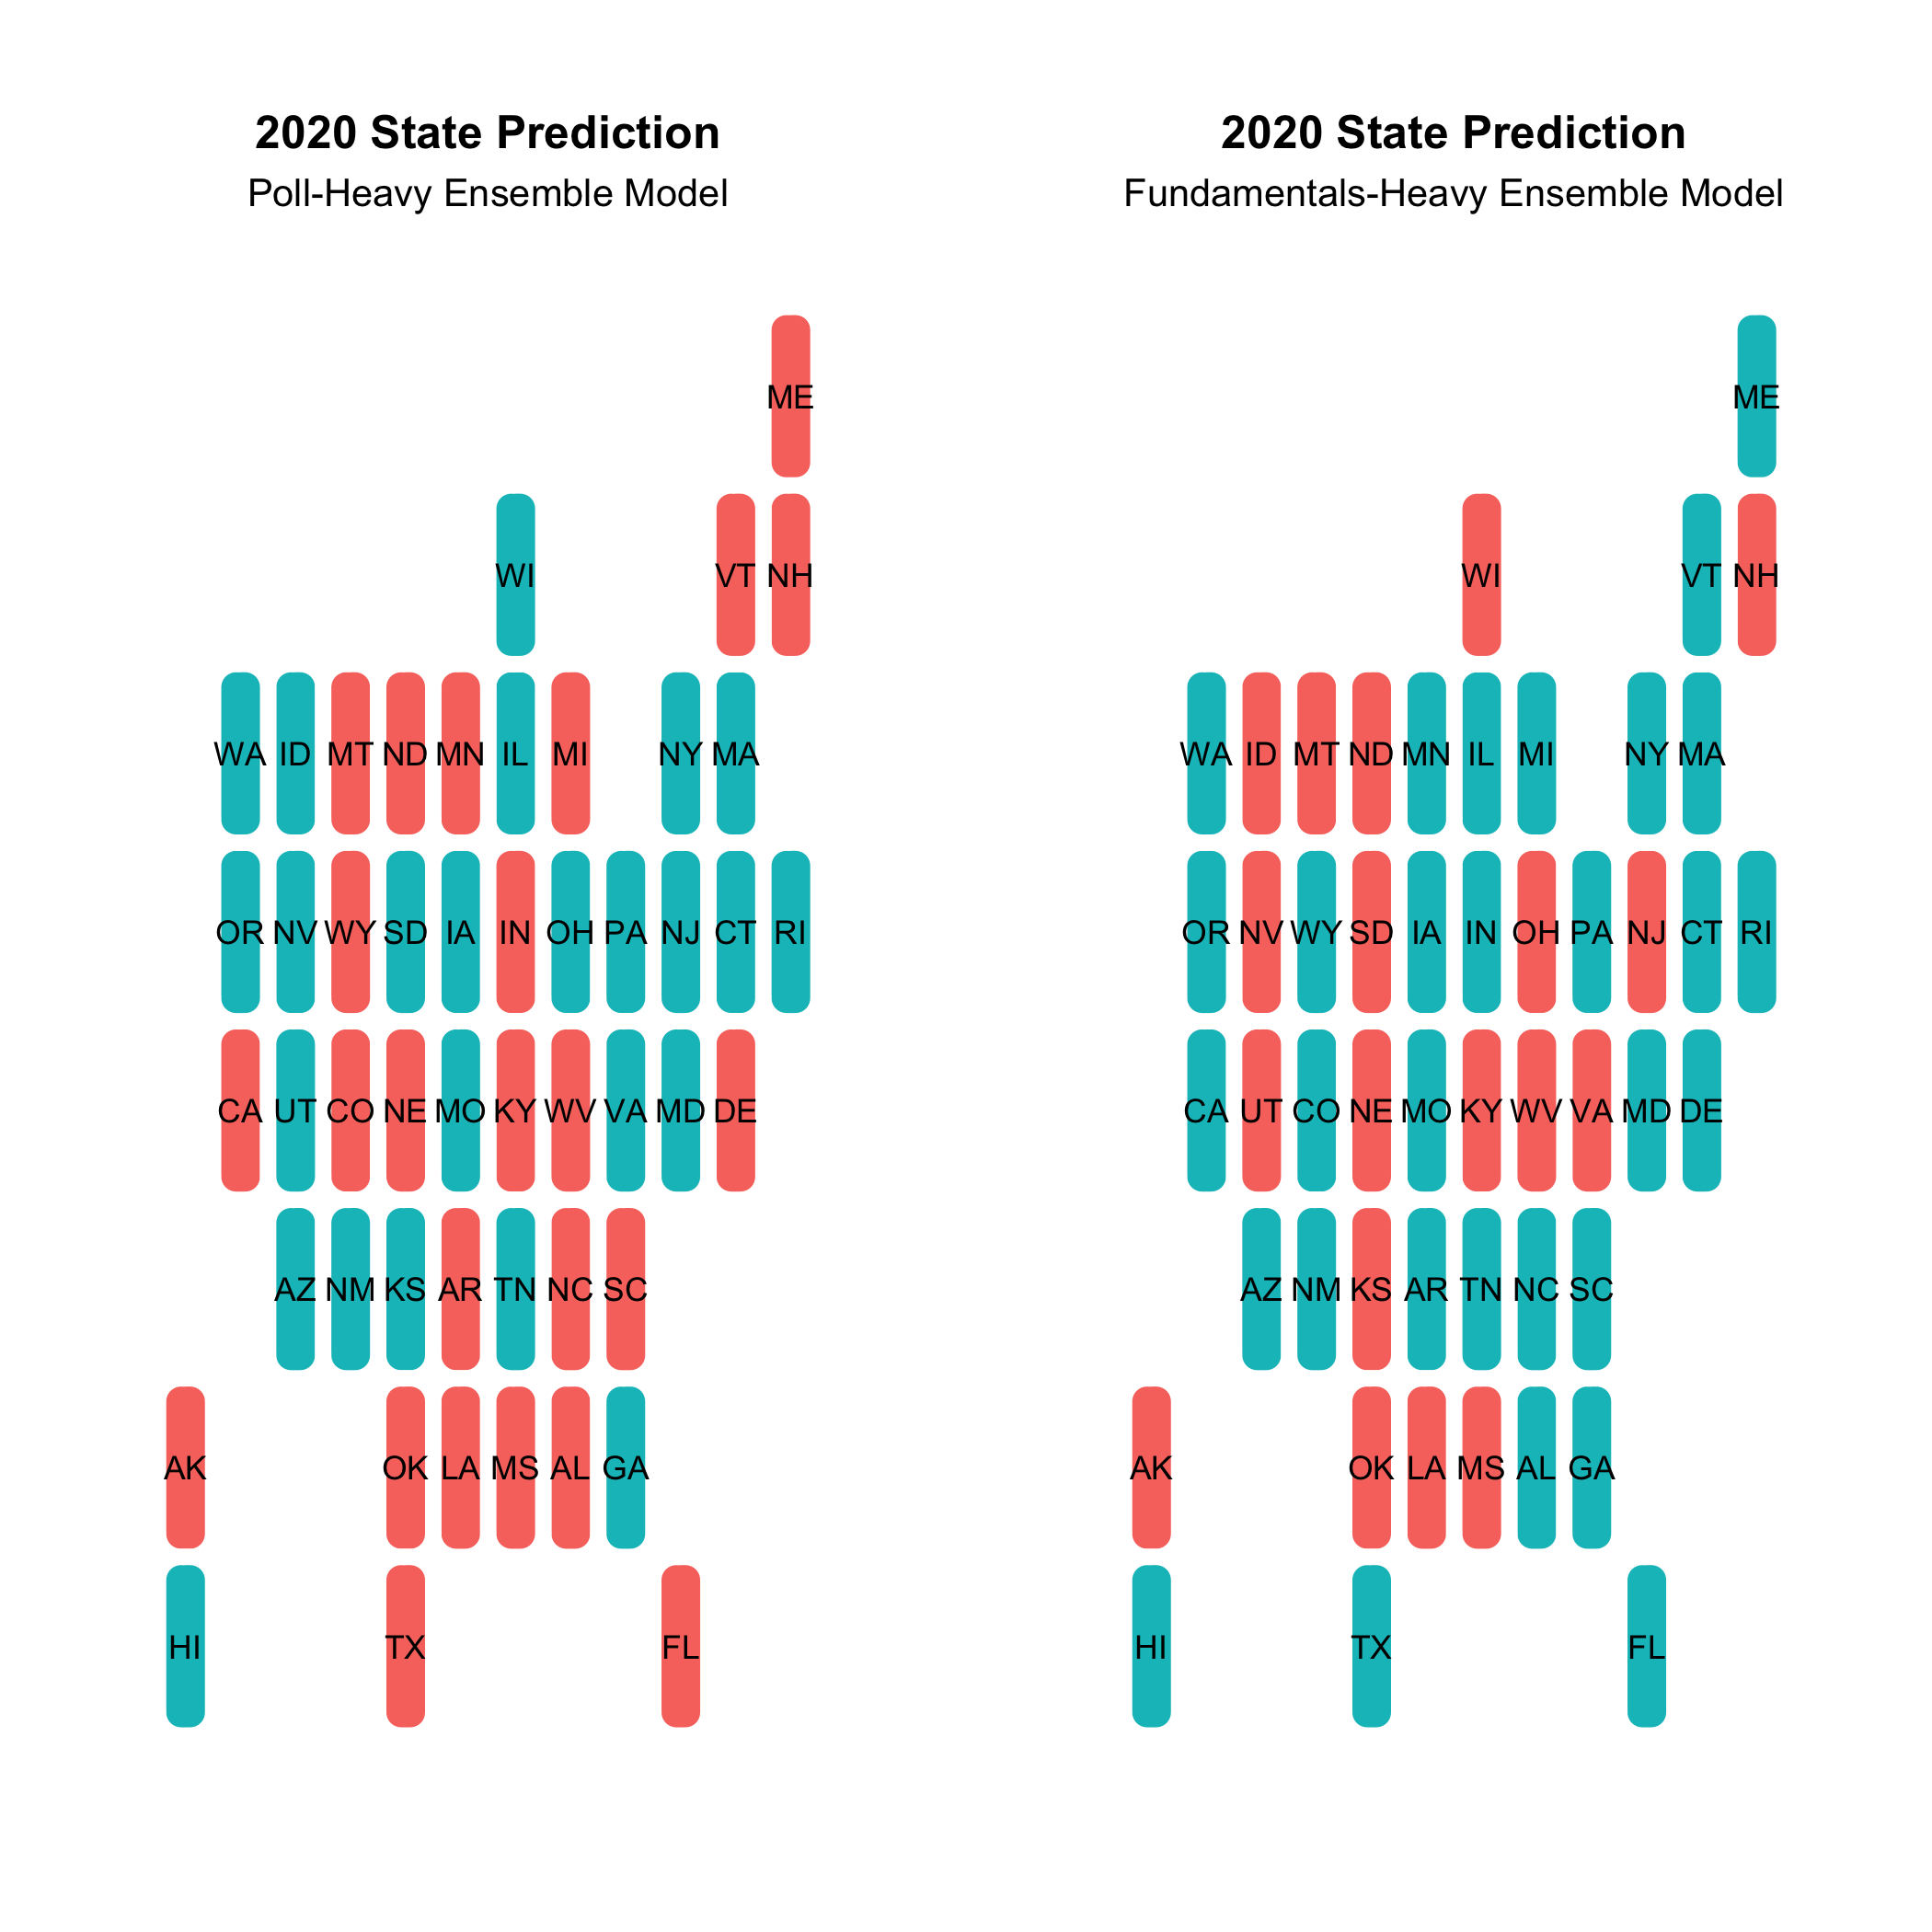 2020 State Prediction
Poll-Heavy Ensemble Model
ME
WI VT NH
WA ID MT ND MN IL MI NY MA
OR NV WY SD IA IN OH PA NJ CT RI
CA UT CO NE MO KY WV VA MD DE
AZ NM KS AR TN NC SC
AK OK LA MS AL GA
HI TX FL
2020 State Prediction
Fundamentals-Heavy Ensemble Model
ME
WI VT NH
WA ID MT ND MN IL MI NY MA
OR NV WY SD IA IN OH PA NJ CT RI
CA UT CO NE MO KY WV VA MD DE
AZ NM KS AR TN NC SC
AK OK LA MS AL GA
HI TX FL